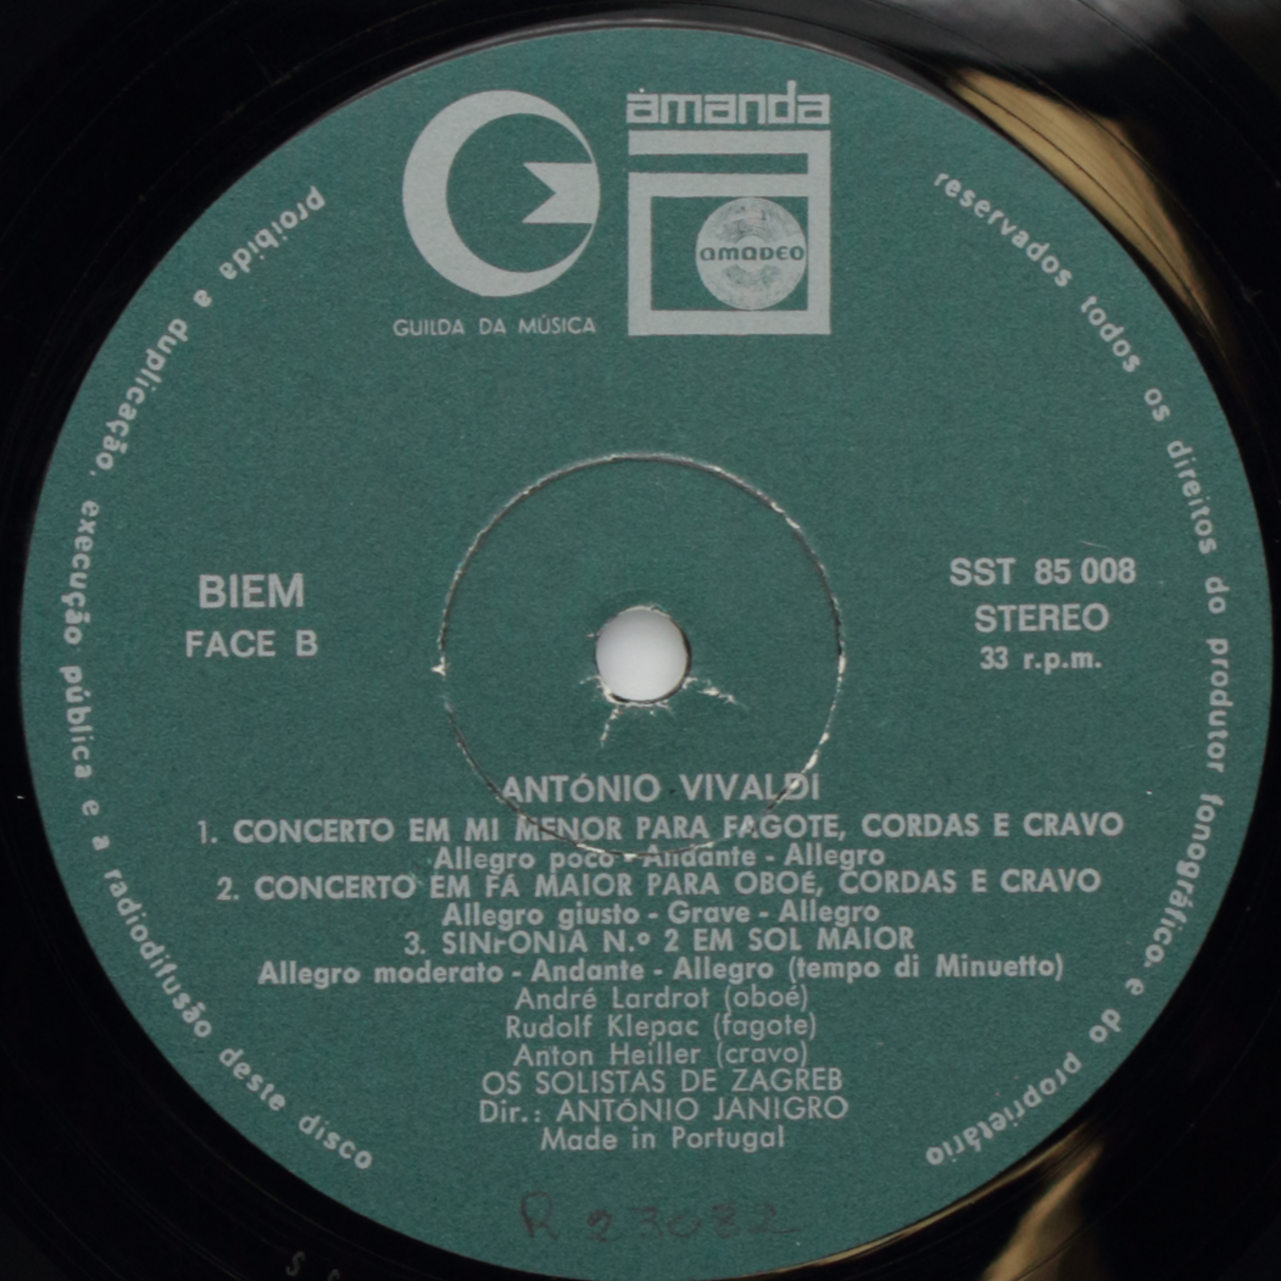 amanda
AMADEO
GUILDA DA MÚSICA
reservados todos os direitos do produtor fonográfico e do proprietário
proibida a duplicação, execução pública e a radiodifusão deste disco
BIEM
FACE B
SST 85 008
STEREO
33 r.p.m.
ANTÓNIO VIVALDI
1. CONCERTO EM MI MENOR PARA FAGOTE, CORDAS E CRAVO
Allegro poco - Andante - Allegro
2. CONCERTO EM FÁ MAIOR PARA OBOÉ, CORDAS E CRAVO
Allegro giusto - Grave - Allegro
3. SINFONIA N.º 2 EM SOL MAIOR
Allegro moderato - Andante - Allegro (tempo di Minuetto)
André Lardrot (oboé)
Rudolf Klepac (fagote)
Anton Heiller (cravo)
OS SOLISTAS DE ZAGREB
Dir.: ANTÓNIO JANIGRO
Made in Portugal
R 23082